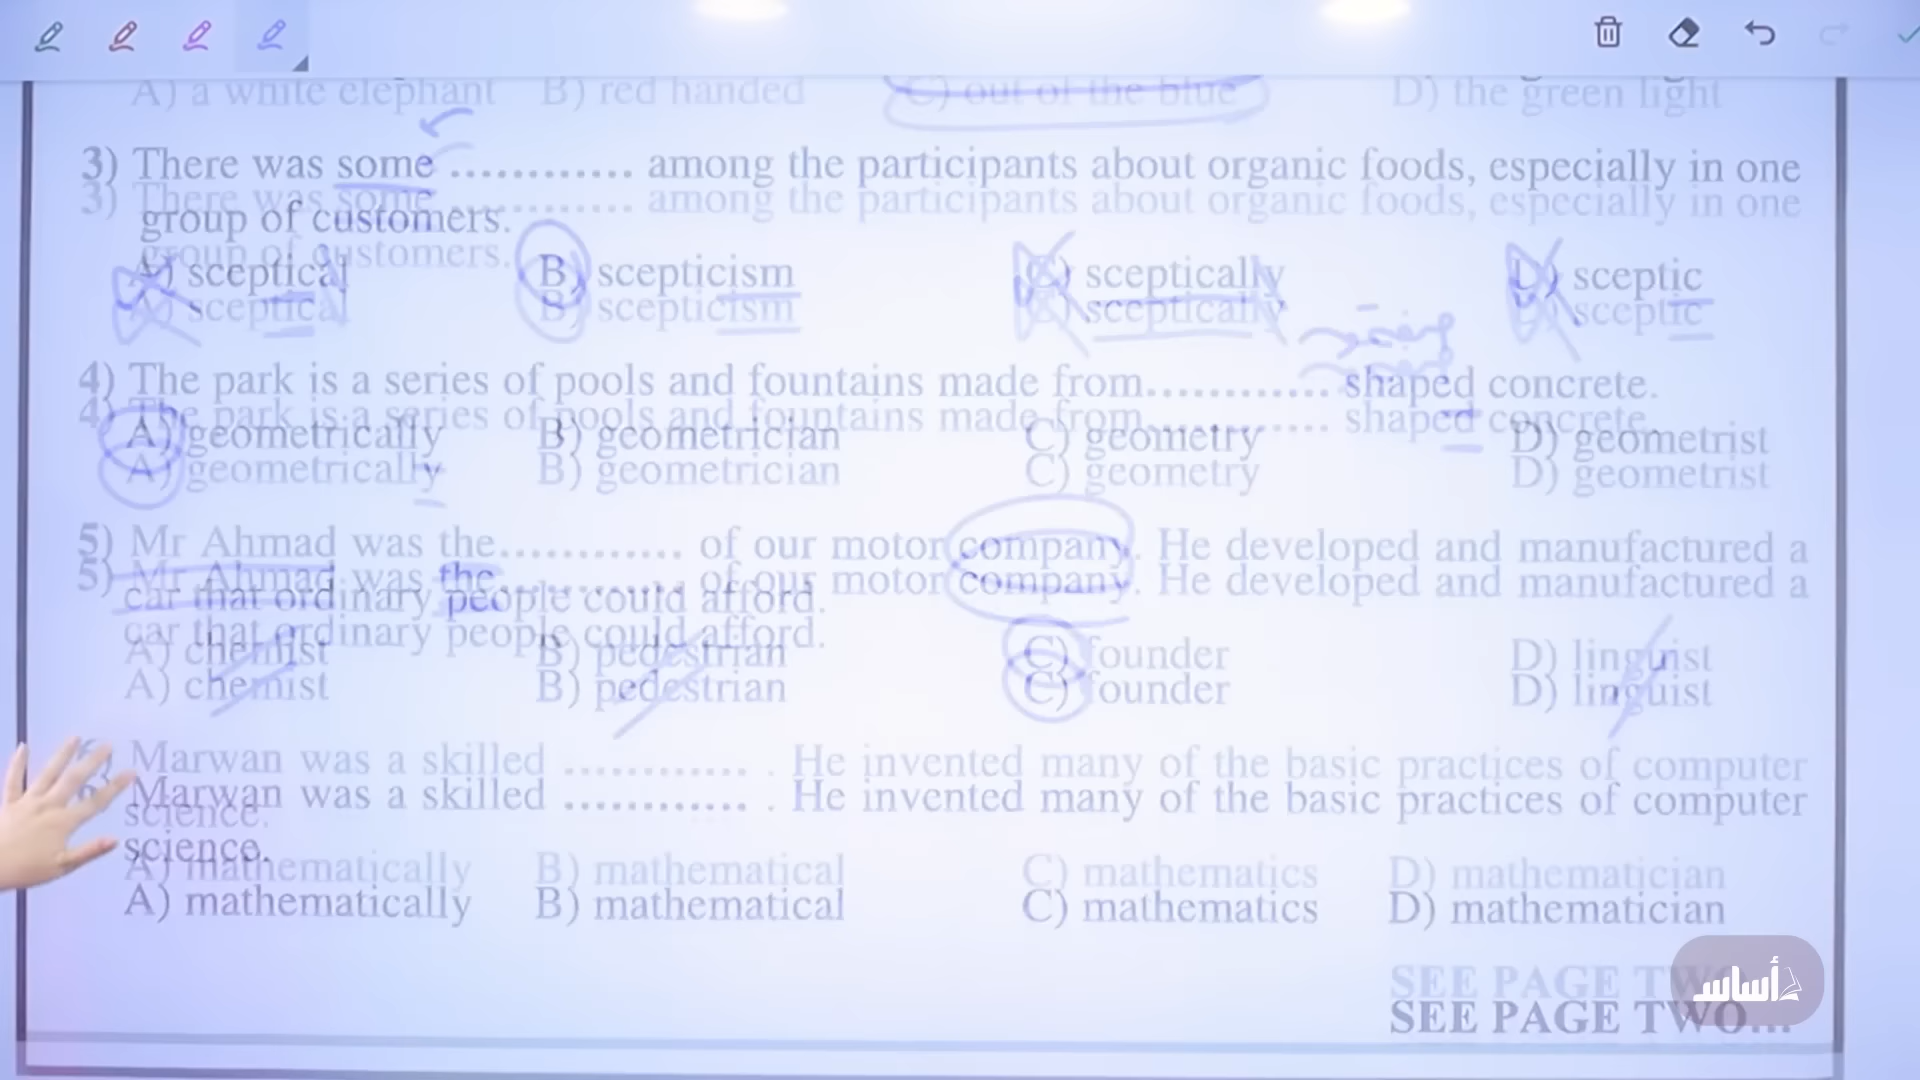 A) a white elephant B) red handed C) out of the blue D) the green light
3) There was some ............ among the participants about organic foods, especially in one
group of customers.
A) sceptical B) scepticism C) sceptically D) sceptic
4) The park is a series of pools and fountains made from............ shaped concrete.
A) geometrically B) geometrician C) geometry D) geometrist
5) Mr Ahmad was the............ of our motor company. He developed and manufactured a
car that ordinary people could afford.
A) chemist B) pedestrian C) founder D) linguist
6) Marwan was a skilled ............ . He invented many of the basic practices of computer
science.
A) mathematically B) mathematical C) mathematics D) mathematician
SEE PAGE TWO...
أساس